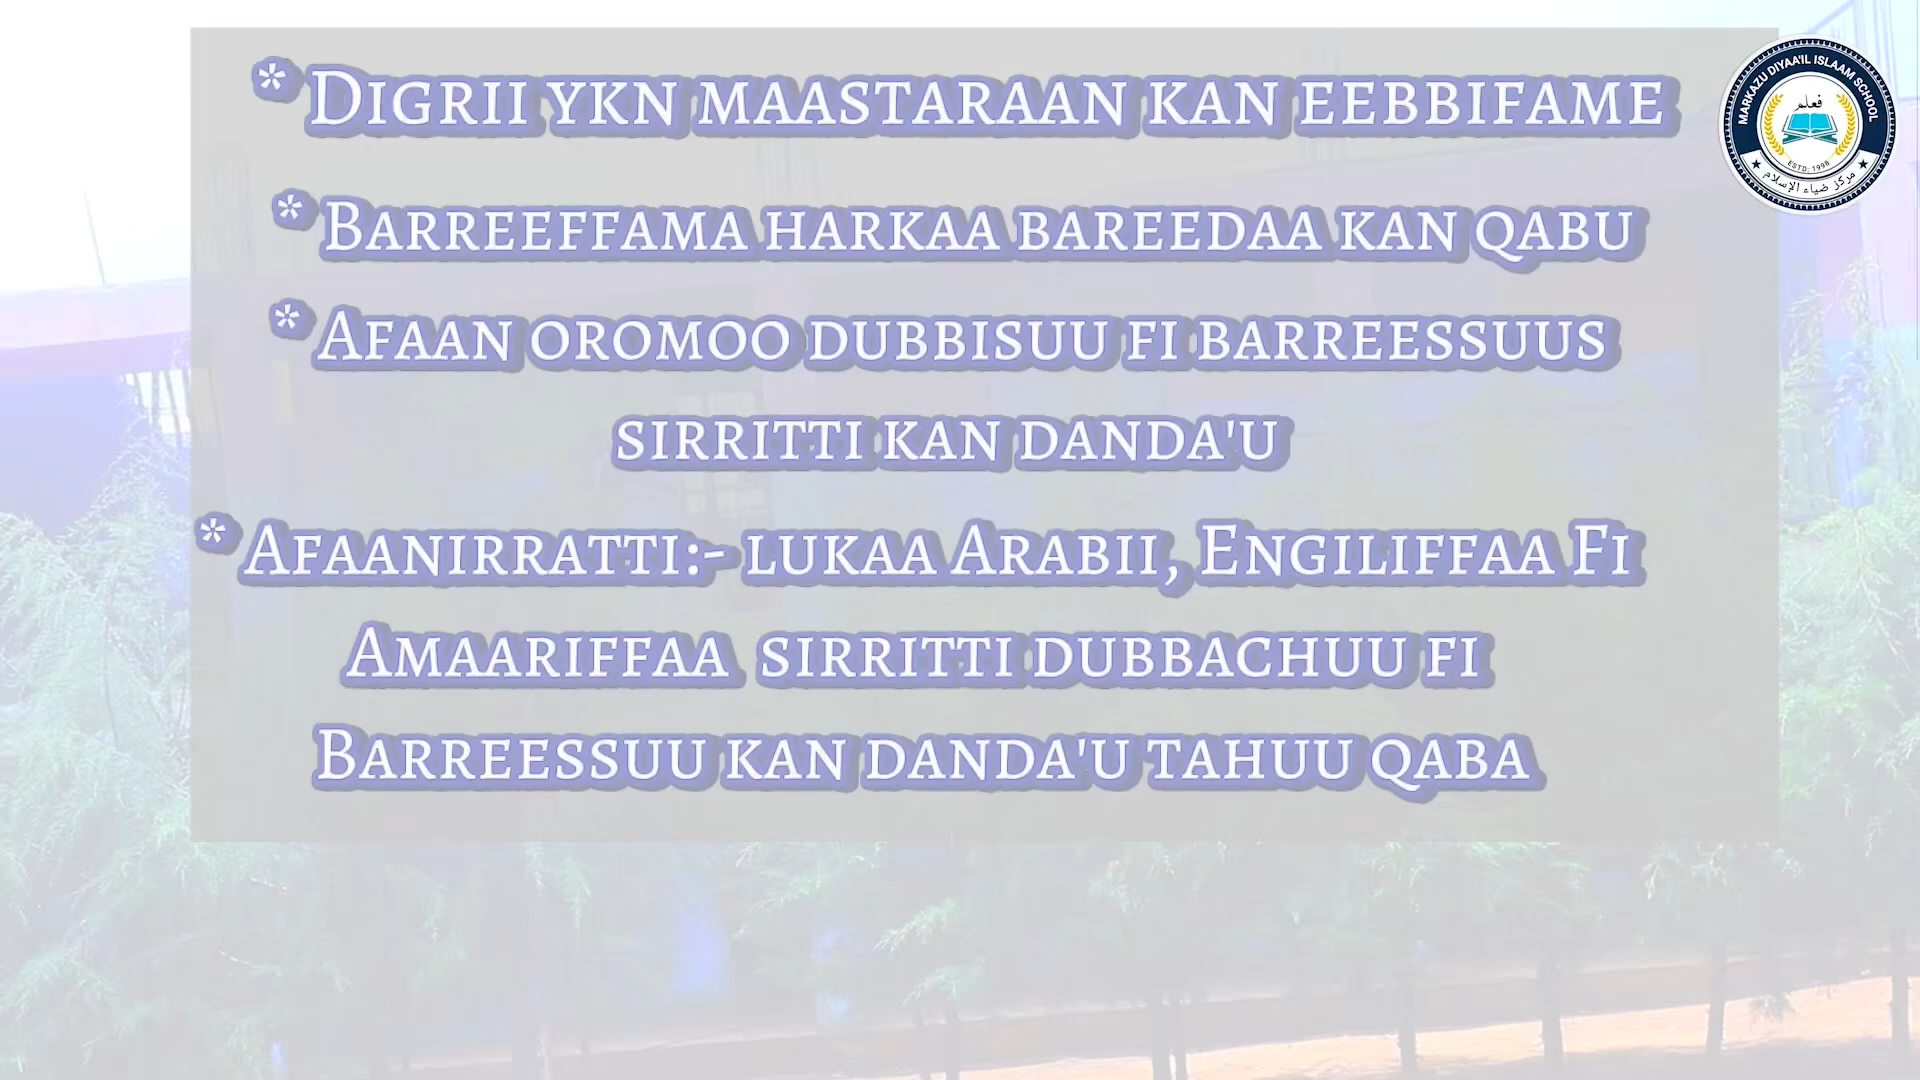 * Digrii ykn maastaraan kan eebbifame
* Barreeffama harkaa bareedaa kan qabu
* Afaan oromoo dubbisuu fi barreessuus
sirritti kan danda'u
* Afaanirratti:- lukaa Arabii, Engiliffaa Fi
Amaariffaa sirritti dubbachuu fi
Barreessuu kan danda'u tahuu qaba
MARKAZU DIYAA'IL ISLAAM SCHOOL
فعلم
ESTD: 1998
مركز ضياء الإسلام